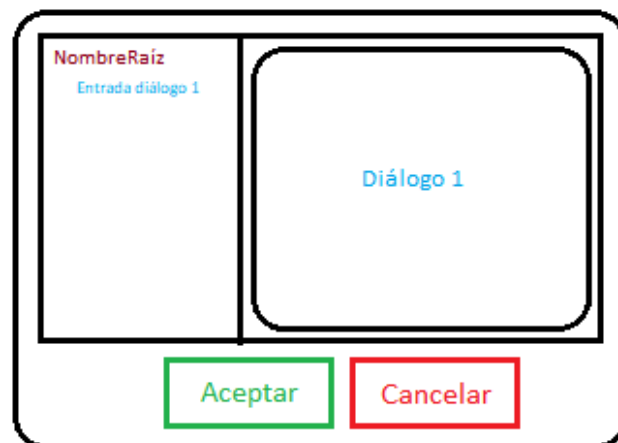 NombreRaíz
Entrada diálogo 1
Diálogo 1
Aceptar
Cancelar